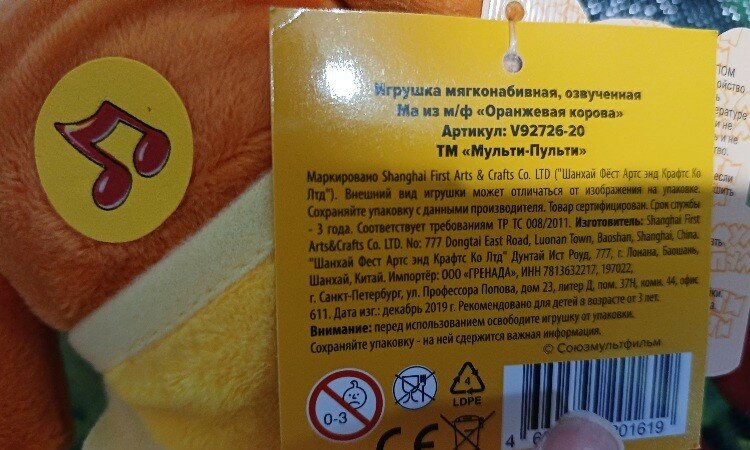 Игрушка мягконабивная, озвученная
Ма из м/ф «Оранжевая корова»
Артикул: V92726-20
ТМ «Мульти-Пульти»
Маркировано Shanghai First Arts & Crafts Co. LTD ("Шанхай Фёст Артс энд Крафтс Ко
Лтд"). Внешний вид игрушки может отличаться от изображения на упаковке.
Сохраняйте упаковку с данными производителя. Товар сертифицирован. Срок службы
- 3 года. Соответствует требованиям ТР ТС 008/2011. Изготовитель: Shanghai First
Arts&Crafts Co. LTD. No: 777 Dongtai East Road, Luonan Town, Baoshan, Shanghai, China.
"Шанхай Фест Артс энд Крафтс Ко Лтд" Дунтай Ист Роуд, 777, г. Лонана, Баошань,
Шанхай, Китай. Импортёр: ООО «ГРЕНАДА», ИНН 7813632217, 197022,
г. Санкт-Петербург, ул. Профессора Попова, дом 23, литер Д, пом. 37Н, комн. 44, офис
611. Дата изг.: декабрь 2019 г. Рекомендовано для детей в возрасте от 3 лет.
Внимание: перед использованием освободите игрушку от упаковки.
Сохраняйте упаковку - на ней сдержится важная информация.
© Союзмультфильм
0-3
4
LDPE
CE
4 6
01619